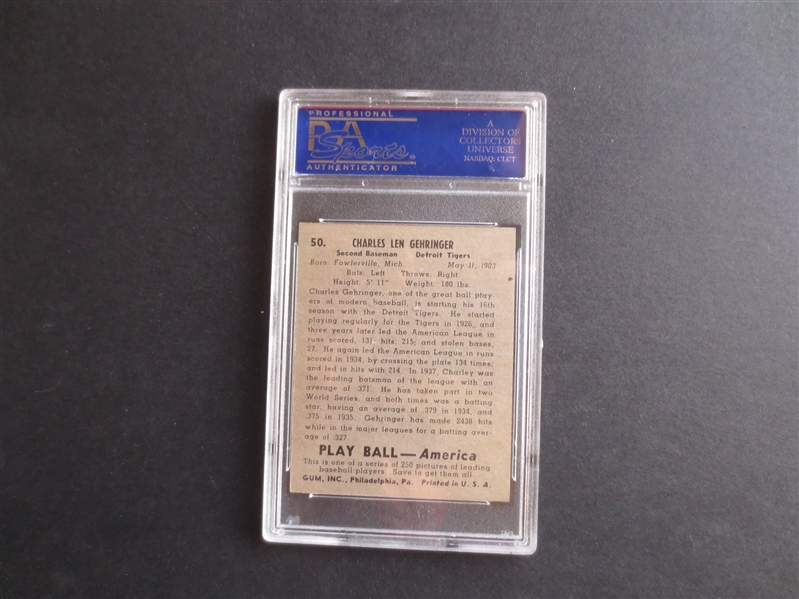 PROFESSIONAL
PSA
Sports
AUTHENTICATOR
A
DIVISION OF
COLLECTORS
UNIVERSE
NASDAQ: CLCT
50. CHARLES LEN GEHRINGER
Second Baseman Detroit Tigers
Born: Fowlerville, Mich. May 11, 1903
Bats: Left Throws: Right
Height: 5' 11" Weight: 180 lbs.
Charles Gehringer, one of the great ball play-
ers of modern baseball, is starting his 16th
season with the Detroit Tigers. He started
playing regularly for the Tigers in 1926, and
three years later led the American League in
runs scored, 131; hits, 215; and stolen bases,
27. He again led the American League in runs
scored in 1934, by crossing the plate 134 times;
and led in hits with 214. In 1937, Charley was
the leading batsman of the league with an
average of .371. He has taken part in two
World Series, and both times was a batting
star, having an average of .379 in 1934, and
.375 in 1935. Gehringer has made 2438 hits
while in the major leagues for a batting aver-
age of .327.
PLAY BALL — America
This is one of a series of 250 pictures of leading
baseball players. Save to get them all.
GUM, INC., Philadelphia, Pa. Printed in U. S. A.